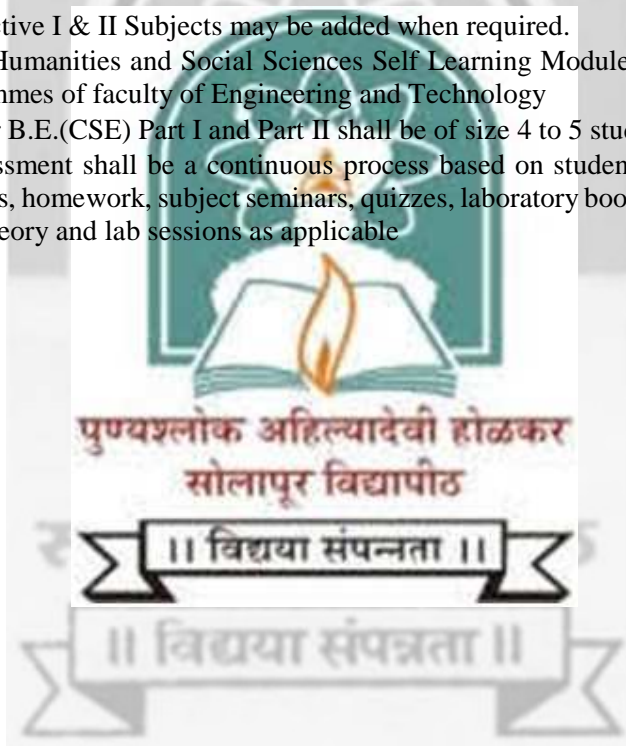 ctive I & II Subjects may be added when required.
Humanities and Social Sciences Self Learning Module
nmes of faculty of Engineering and Technology
r B.E.(CSE) Part I and Part II shall be of size 4 to 5 stu
ssment shall be a continuous process based on studen
s, homework, subject seminars, quizzes, laboratory boo
eory and lab sessions as applicable
पुण्यश्लोक अहिल्यादेवी होळकर
सोलापूर विद्यापीठ
।। विद्यया संपन्नता ।।
।। विद्यया संपन्नता ।।